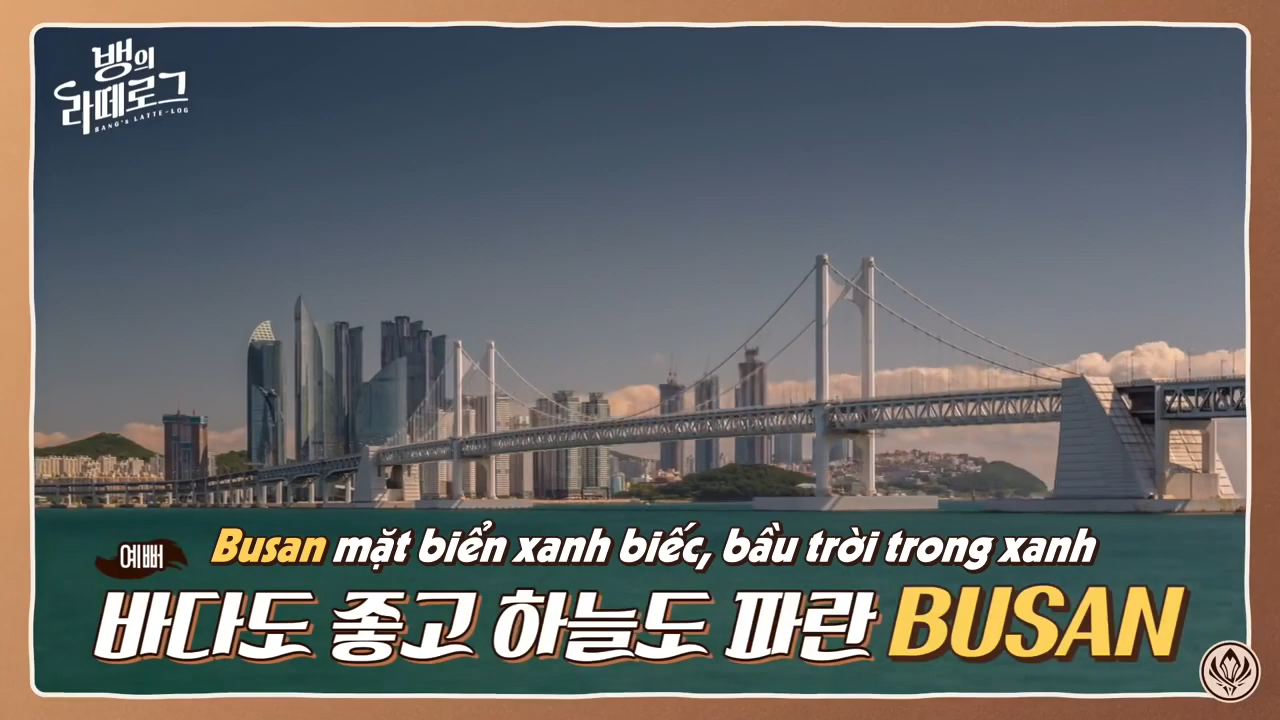 뱅의
라떼로그
BANG's LATTE-LOG
Busan mặt biển xanh biếc, bầu trời trong xanh
예뻐
바다도 좋고 하늘도 파란 BUSAN